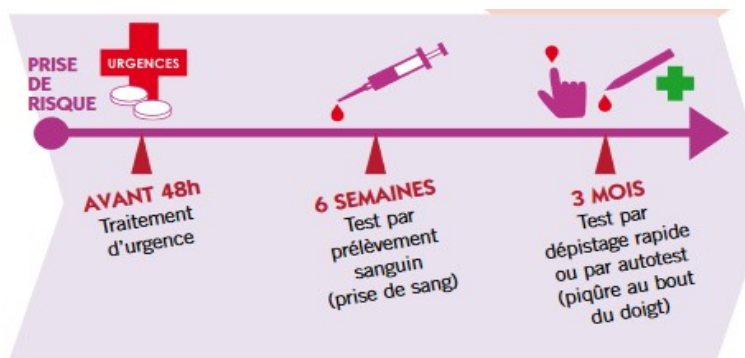 PRISE
DE
RISQUE
URGENCES
AVANT 48h
Traitement
d'urgence
6 SEMAINES
Test par
prélèvement
sanguin
(prise de sang)
3 MOIS
Test par
dépistage rapide
ou par autotest
(piqûre au bout
du doigt)